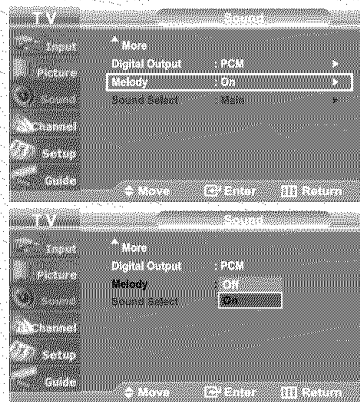 TV
Sound
Input
Picture
Sound
Channel
Setup
Guide
More
Digital Output : PCM
Melody : On
Sound Select : Main
Move Enter Return
TV
Sound
Input
Picture
Sound
Channel
Setup
Guide
More
Digital Output : PCM
Melody : Off
Sound Select On
Move Enter Return